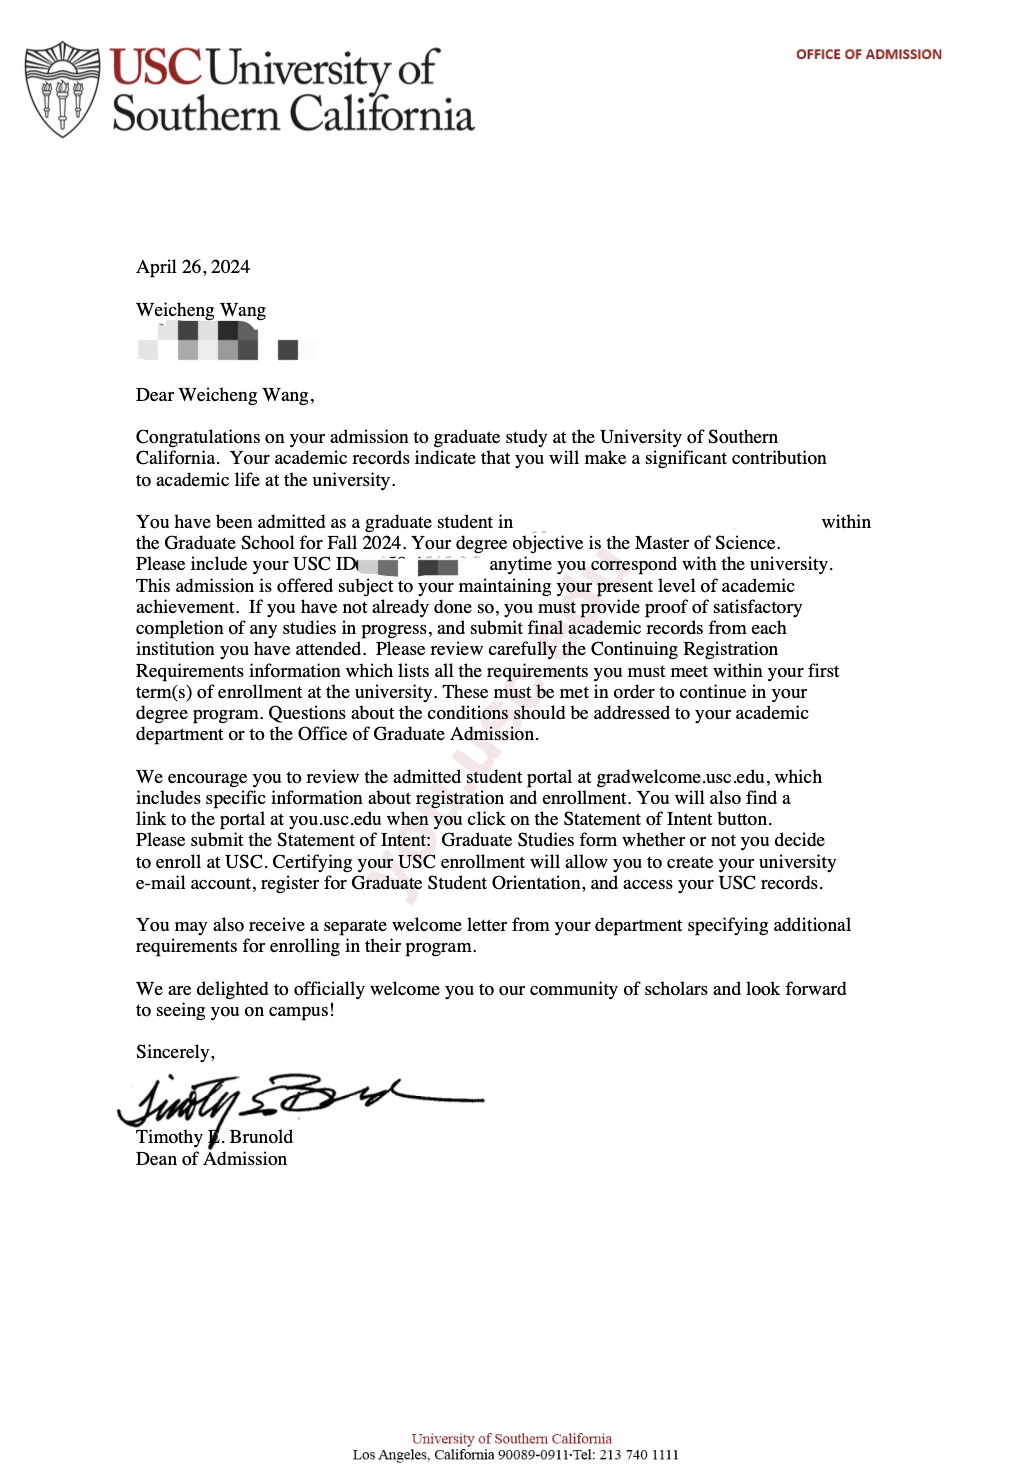 USC University of
Southern California
OFFICE OF ADMISSION
April 26, 2024
Weicheng Wang
Dear Weicheng Wang,
Congratulations on your admission to graduate study at the University of Southern
California.  Your academic records indicate that you will make a significant contribution
to academic life at the university.
You have been admitted as a graduate student in within
the Graduate School for Fall 2024. Your degree objective is the Master of Science.
Please include your USC ID anytime you correspond with the university.
This admission is offered subject to your maintaining your present level of academic
achievement.  If you have not already done so, you must provide proof of satisfactory
completion of any studies in progress, and submit final academic records from each
institution you have attended.  Please review carefully the Continuing Registration
Requirements information which lists all the requirements you must meet within your first
term(s) of enrollment at the university. These must be met in order to continue in your
degree program. Questions about the conditions should be addressed to your academic
department or to the Office of Graduate Admission.
We encourage you to review the admitted student portal at gradwelcome.usc.edu, which
includes specific information about registration and enrollment. You will also find a
link to the portal at you.usc.edu when you click on the Statement of Intent button.
Please submit the Statement of Intent:  Graduate Studies form whether or not you decide
to enroll at USC. Certifying your USC enrollment will allow you to create your university
e-mail account, register for Graduate Student Orientation, and access your USC records.
you.usc.edu
You may also receive a separate welcome letter from your department specifying additional
requirements for enrolling in their program.
We are delighted to officially welcome you to our community of scholars and look forward
to seeing you on campus!
Sincerely,
Timothy E. Brunold
Dean of Admission
University of Southern California
Los Angeles, California 90089-0911·Tel: 213 740 1111